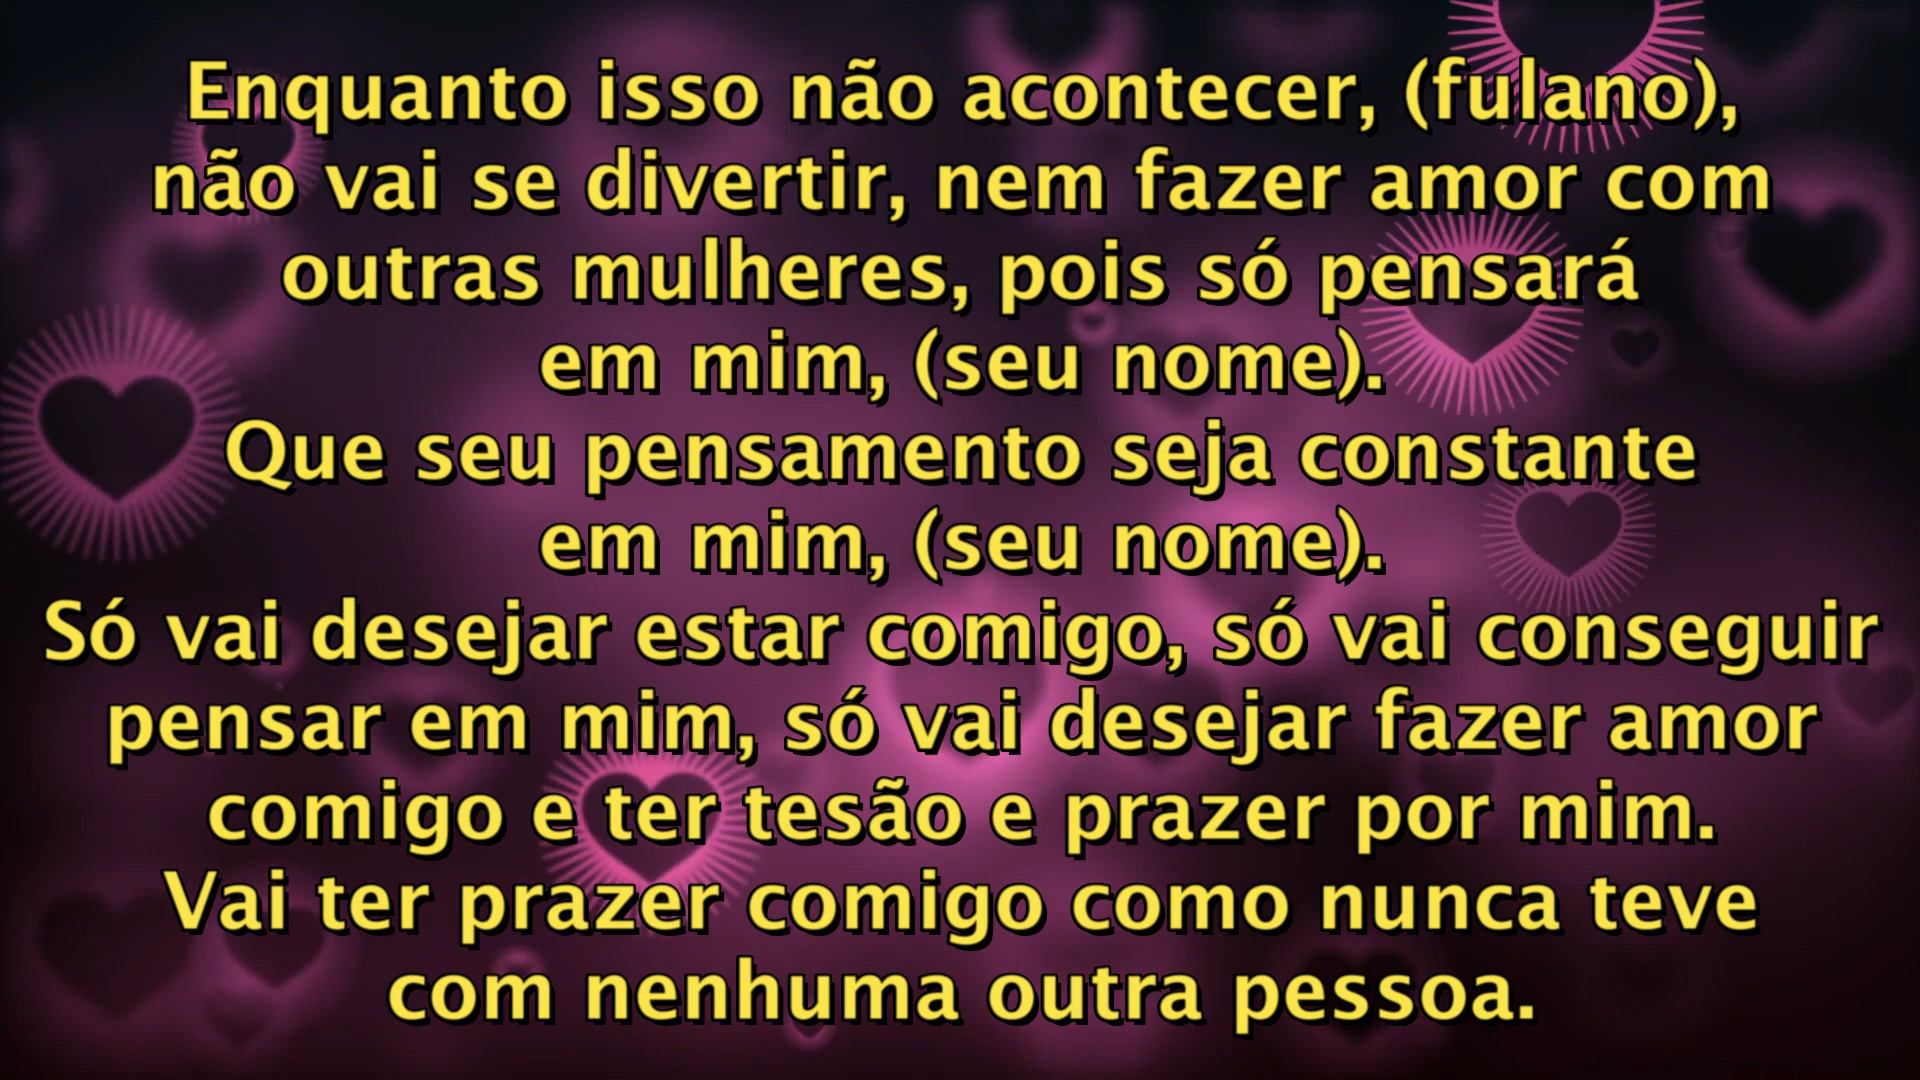 Enquanto isso não acontecer, (fulano),
não vai se divertir, nem fazer amor com
outras mulheres, pois só pensará
em mim, (seu nome).
Que seu pensamento seja constante
em mim, (seu nome).
Só vai desejar estar comigo, só vai conseguir
pensar em mim, só vai desejar fazer amor
comigo e ter tesão e prazer por mim.
Vai ter prazer comigo como nunca teve
com nenhuma outra pessoa.